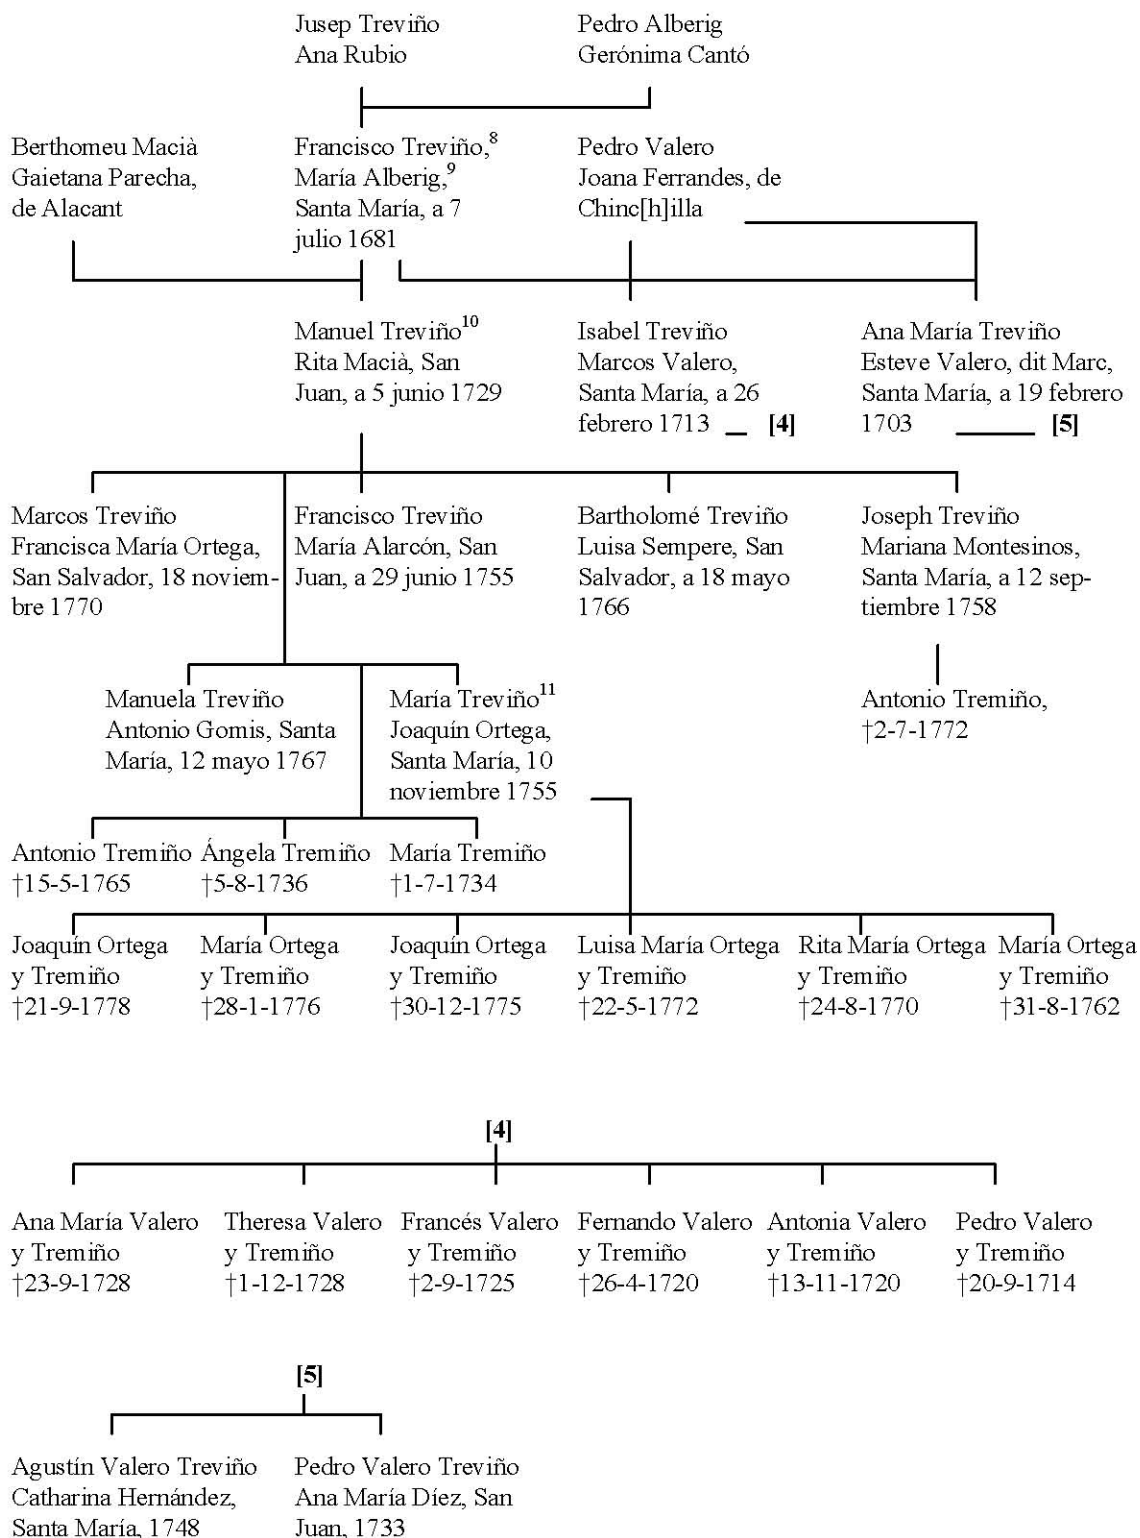 Jusep Treviño
Ana Rubio
Pedro Alberig
Gerónima Cantó
Berthomeu Macià
Gaietana Parecha,
de Alacant
Francisco Treviño,⁸
María Alberig,⁹
Santa María, a 7
julio 1681
Pedro Valero
Joana Ferrandes, de
Chinc[h]illa
Manuel Treviño¹⁰
Rita Macià, San
Juan, a 5 junio 1729
Isabel Treviño
Marcos Valero,
Santa María, a 26
febrero 1713 [4]
Ana María Treviño
Esteve Valero, dit Marc,
Santa María, a 19 febrero
1703 [5]
Marcos Treviño
Francisca María Ortega,
San Salvador, 18 noviem-
bre 1770
Francisco Treviño
María Alarcón, San
Juan, a 29 junio 1755
Bartholomé Treviño
Luisa Sempere, San
Salvador, a 18 mayo
1766
Joseph Treviño
Mariana Montesinos,
Santa María, a 12 sep-
tiembre 1758
Manuela Treviño
Antonio Gomis, Santa
María, 12 mayo 1767
María Treviño¹¹
Joaquín Ortega,
Santa María, 10
noviembre 1755
Antonio Tremiño,
†2-7-1772
Antonio Tremiño
†15-5-1765
Ángela Tremiño
†5-8-1736
María Tremiño
†1-7-1734
Joaquín Ortega
y Tremiño
†21-9-1778
María Ortega
y Tremiño
†28-1-1776
Joaquín Ortega
y Tremiño
†30-12-1775
Luisa María Ortega
y Tremiño
†22-5-1772
Rita María Ortega
y Tremiño
†24-8-1770
María Ortega
y Tremiño
†31-8-1762
[4]
Ana María Valero
y Tremiño
†23-9-1728
Theresa Valero
y Tremiño
†1-12-1728
Francés Valero
y Tremiño
†2-9-1725
Fernando Valero
y Tremiño
†26-4-1720
Antonia Valero
y Tremiño
†13-11-1720
Pedro Valero
y Tremiño
†20-9-1714
[5]
Agustín Valero Treviño
Catharina Hernández,
Santa María, 1748
Pedro Valero Treviño
Ana María Díez, San
Juan, 1733